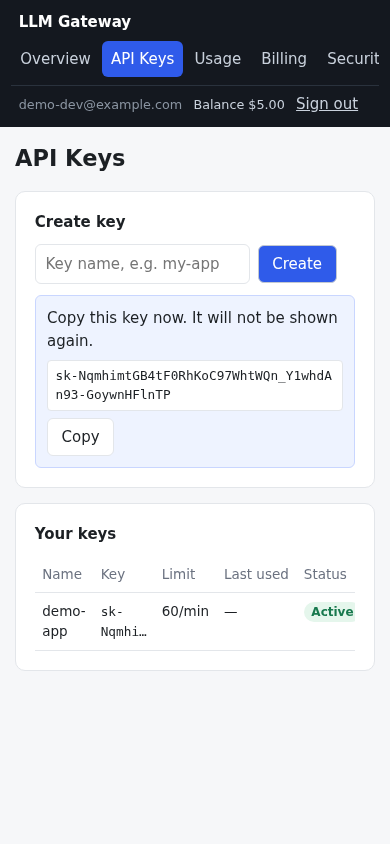 LLM Gateway
Overview API Keys Usage Billing Securit
demo-dev@example.com Balance $5.00 Sign out
API Keys
Create key
Key name, e.g. my-app Create
Copy this key now. It will not be shown
again.
sk-NqmhimtGB4tF0RhKoC97WhtWQn_Y1whdA
n93-GoywnHFlnTP
Copy
Your keys
Name Key Limit Last used Status
demo- sk- 60/min — Active
app Nqmhi…